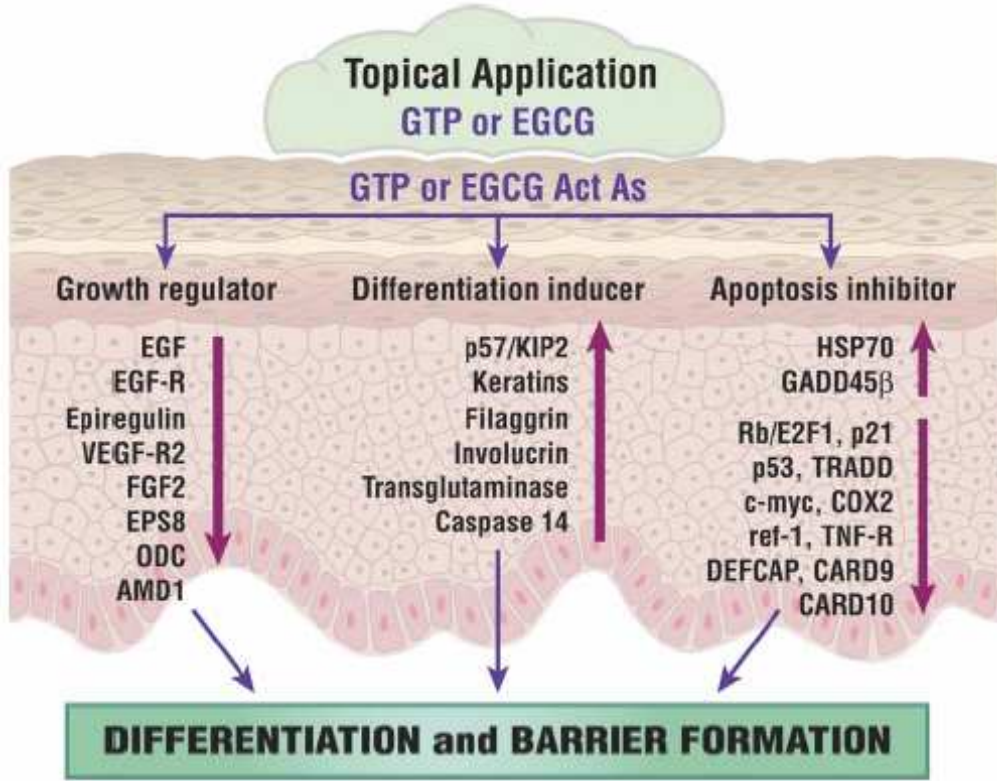 Topical Application
GTP or EGCG
GTP or EGCG Act As
Growth regulator
EGF
EGF-R
Epiregulin
VEGF-R2
FGF2
EPS8
ODC
AMD1
Differentiation inducer
p57/KIP2
Keratins
Filaggrin
Involucrin
Transglutaminase
Caspase 14
Apoptosis inhibitor
HSP70
GADD45β
Rb/E2F1, p21
p53, TRADD
c-myc, COX2
ref-1, TNF-R
DEFCAP, CARD9
CARD10
DIFFERENTIATION and BARRIER FORMATION